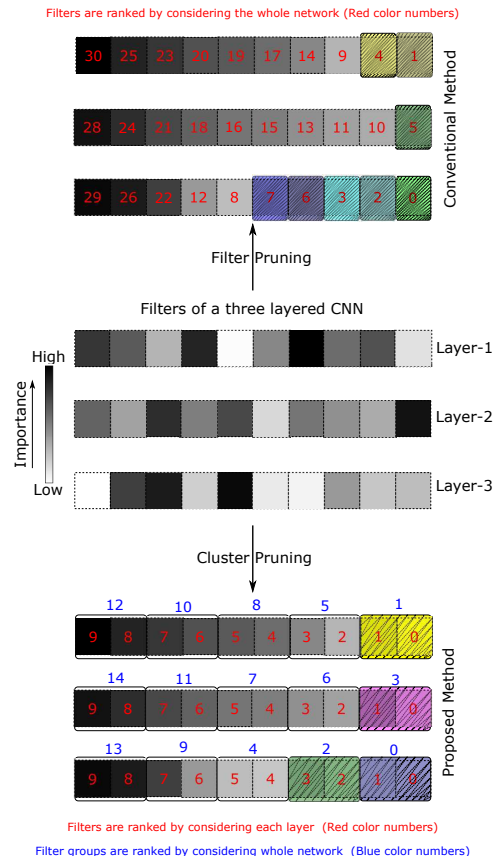 Filters are ranked by considering the whole network (Red color numbers)
30 25 23 20 19 17 14 9 4 1
28 24 21 18 16 15 13 11 10 5
29 26 22 12 8 7 6 3 2 0
Conventional Method
Filter Pruning
Filters of a three layered CNN
High
Layer-1
Importance
Layer-2
Low
Layer-3
Cluster Pruning
12 10 8 5 1
9 8 7 6 5 4 3 2 1 0
14 11 7 6 3
9 8 7 6 5 4 3 2 1 0
13 9 4 2 0
9 8 7 6 5 4 3 2 1 0
Proposed Method
Filters are ranked by considering each layer (Red color numbers)
Filter groups are ranked by considering whole network (Blue color numbers)